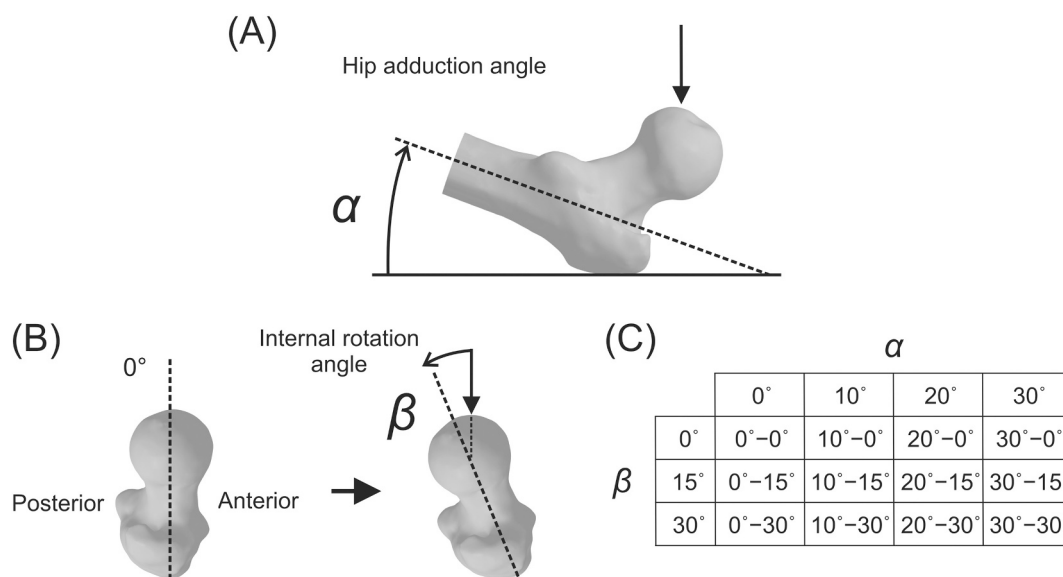 (A)
Hip adduction angle
α
(B)
0°
Posterior
Anterior
Internal rotation
angle
β
(C)
α
0° 10° 20° 30°
0° 0°−0° 10°−0° 20°−0° 30°−0°
β 15° 0°−15° 10°−15° 20°−15° 30°−15
30° 0°−30° 10°−30° 20°−30° 30°−30